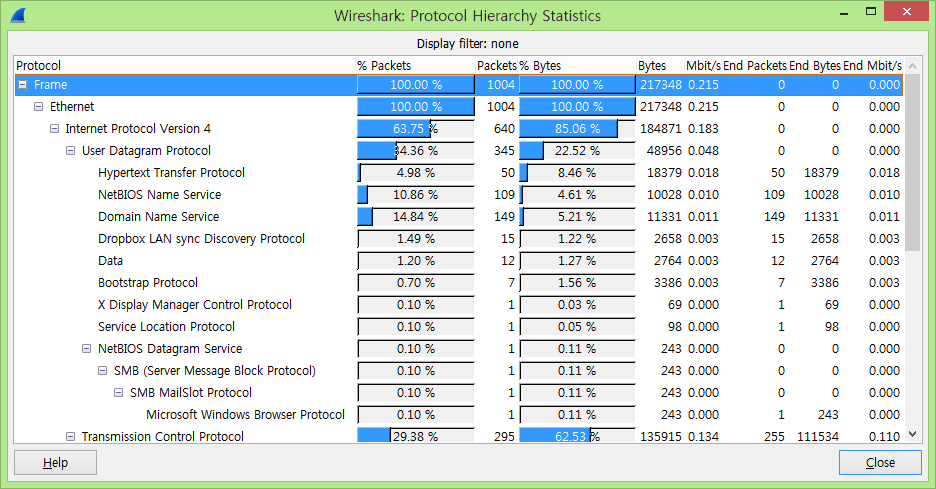 Wireshark: Protocol Hierarchy Statistics
Display filter: none
Protocol % Packets Packets % Bytes Bytes Mbit/s End Packets End Bytes End Mbit/s
Frame 100.00 % 1004 100.00 % 217348 0.215 0 0 0.000
Ethernet 100.00 % 1004 100.00 % 217348 0.215 0 0 0.000
Internet Protocol Version 4 63.75 % 640 85.06 % 184871 0.183 0 0 0.000
User Datagram Protocol 34.36 % 345 22.52 % 48956 0.048 0 0 0.000
Hypertext Transfer Protocol 4.98 % 50 8.46 % 18379 0.018 50 18379 0.018
NetBIOS Name Service 10.86 % 109 4.61 % 10028 0.010 109 10028 0.010
Domain Name Service 14.84 % 149 5.21 % 11331 0.011 149 11331 0.011
Dropbox LAN sync Discovery Protocol 1.49 % 15 1.22 % 2658 0.003 15 2658 0.003
Data 1.20 % 12 1.27 % 2764 0.003 12 2764 0.003
Bootstrap Protocol 0.70 % 7 1.56 % 3386 0.003 7 3386 0.003
X Display Manager Control Protocol 0.10 % 1 0.03 % 69 0.000 1 69 0.000
Service Location Protocol 0.10 % 1 0.05 % 98 0.000 1 98 0.000
NetBIOS Datagram Service 0.10 % 1 0.11 % 243 0.000 0 0 0.000
SMB (Server Message Block Protocol) 0.10 % 1 0.11 % 243 0.000 0 0 0.000
SMB MailSlot Protocol 0.10 % 1 0.11 % 243 0.000 0 0 0.000
Microsoft Windows Browser Protocol 0.10 % 1 0.11 % 243 0.000 1 243 0.000
Transmission Control Protocol 29.38 % 295 62.53 % 135915 0.134 255 111534 0.110
Help Close